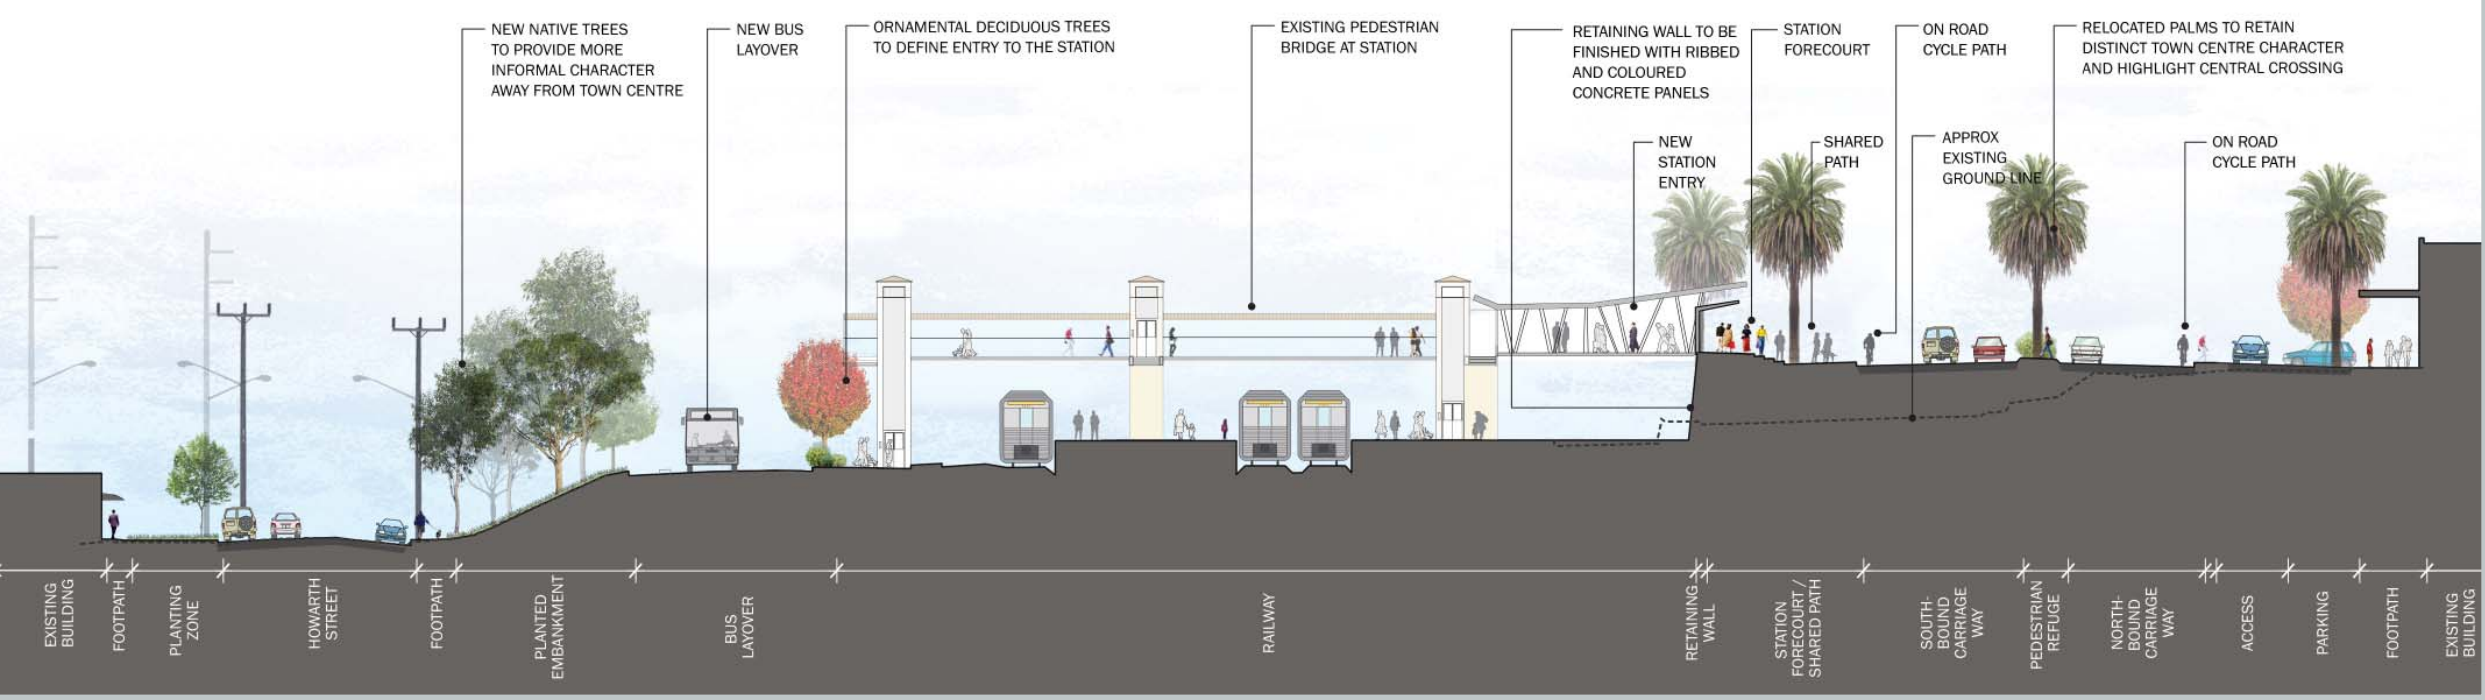 NEW NATIVE TREES
TO PROVIDE MORE
INFORMAL CHARACTER
AWAY FROM TOWN CENTRE
NEW BUS
LAYOVER
ORNAMENTAL DECIDUOUS TREES
TO DEFINE ENTRY TO THE STATION
EXISTING PEDESTRIAN
BRIDGE AT STATION
RETAINING WALL TO BE
FINISHED WITH RIBBED
AND COLOURED
CONCRETE PANELS
STATION
FORECOURT
ON ROAD
CYCLE PATH
RELOCATED PALMS TO RETAIN
DISTINCT TOWN CENTRE CHARACTER
AND HIGHLIGHT CENTRAL CROSSING
NEW
STATION
ENTRY
SHARED
PATH
APPROX
EXISTING
GROUND LINE
ON ROAD
CYCLE PATH
EXISTING
BUILDING
FOOTPATH
PLANTING
ZONE
HOWARTH
STREET
FOOTPATH
PLANTED
EMBANKMENT
BUS
LAYOVER
RAILWAY
RETAINING
WALL
STATION
FORECOURT /
SHARED PATH
SOUTH-
BOUND
CARRIAGE
WAY
PEDESTRIAN
REFUGE
NORTH-
BOUND
CARRIAGE
WAY
ACCESS
PARKING
FOOTPATH
EXISTING
BUILDING